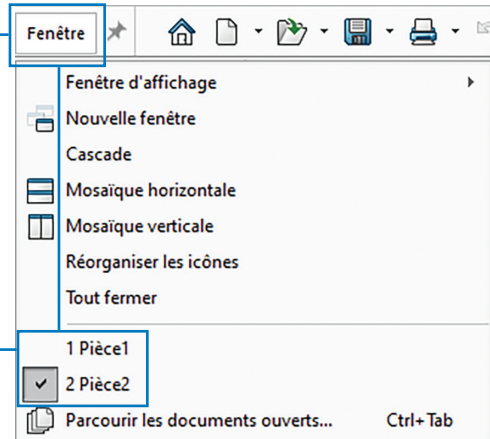 Fenêtre
Fenêtre d'affichage
Nouvelle fenêtre
Cascade
Mosaïque horizontale
Mosaïque verticale
Réorganiser les icônes
Tout fermer
1 Pièce1
2 Pièce2
Parcourir les documents ouverts... Ctrl+Tab